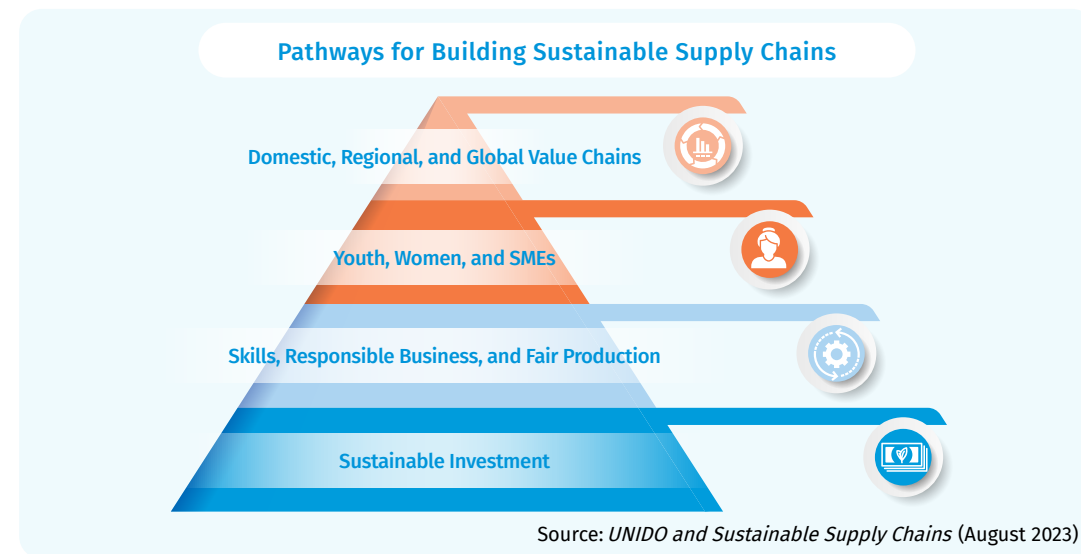 Pathways for Building Sustainable Supply Chains
Domestic, Regional, and Global Value Chains
Youth, Women, and SMEs
Skills, Responsible Business, and Fair Production
Sustainable Investment
Source: UNIDO and Sustainable Supply Chains (August 2023)